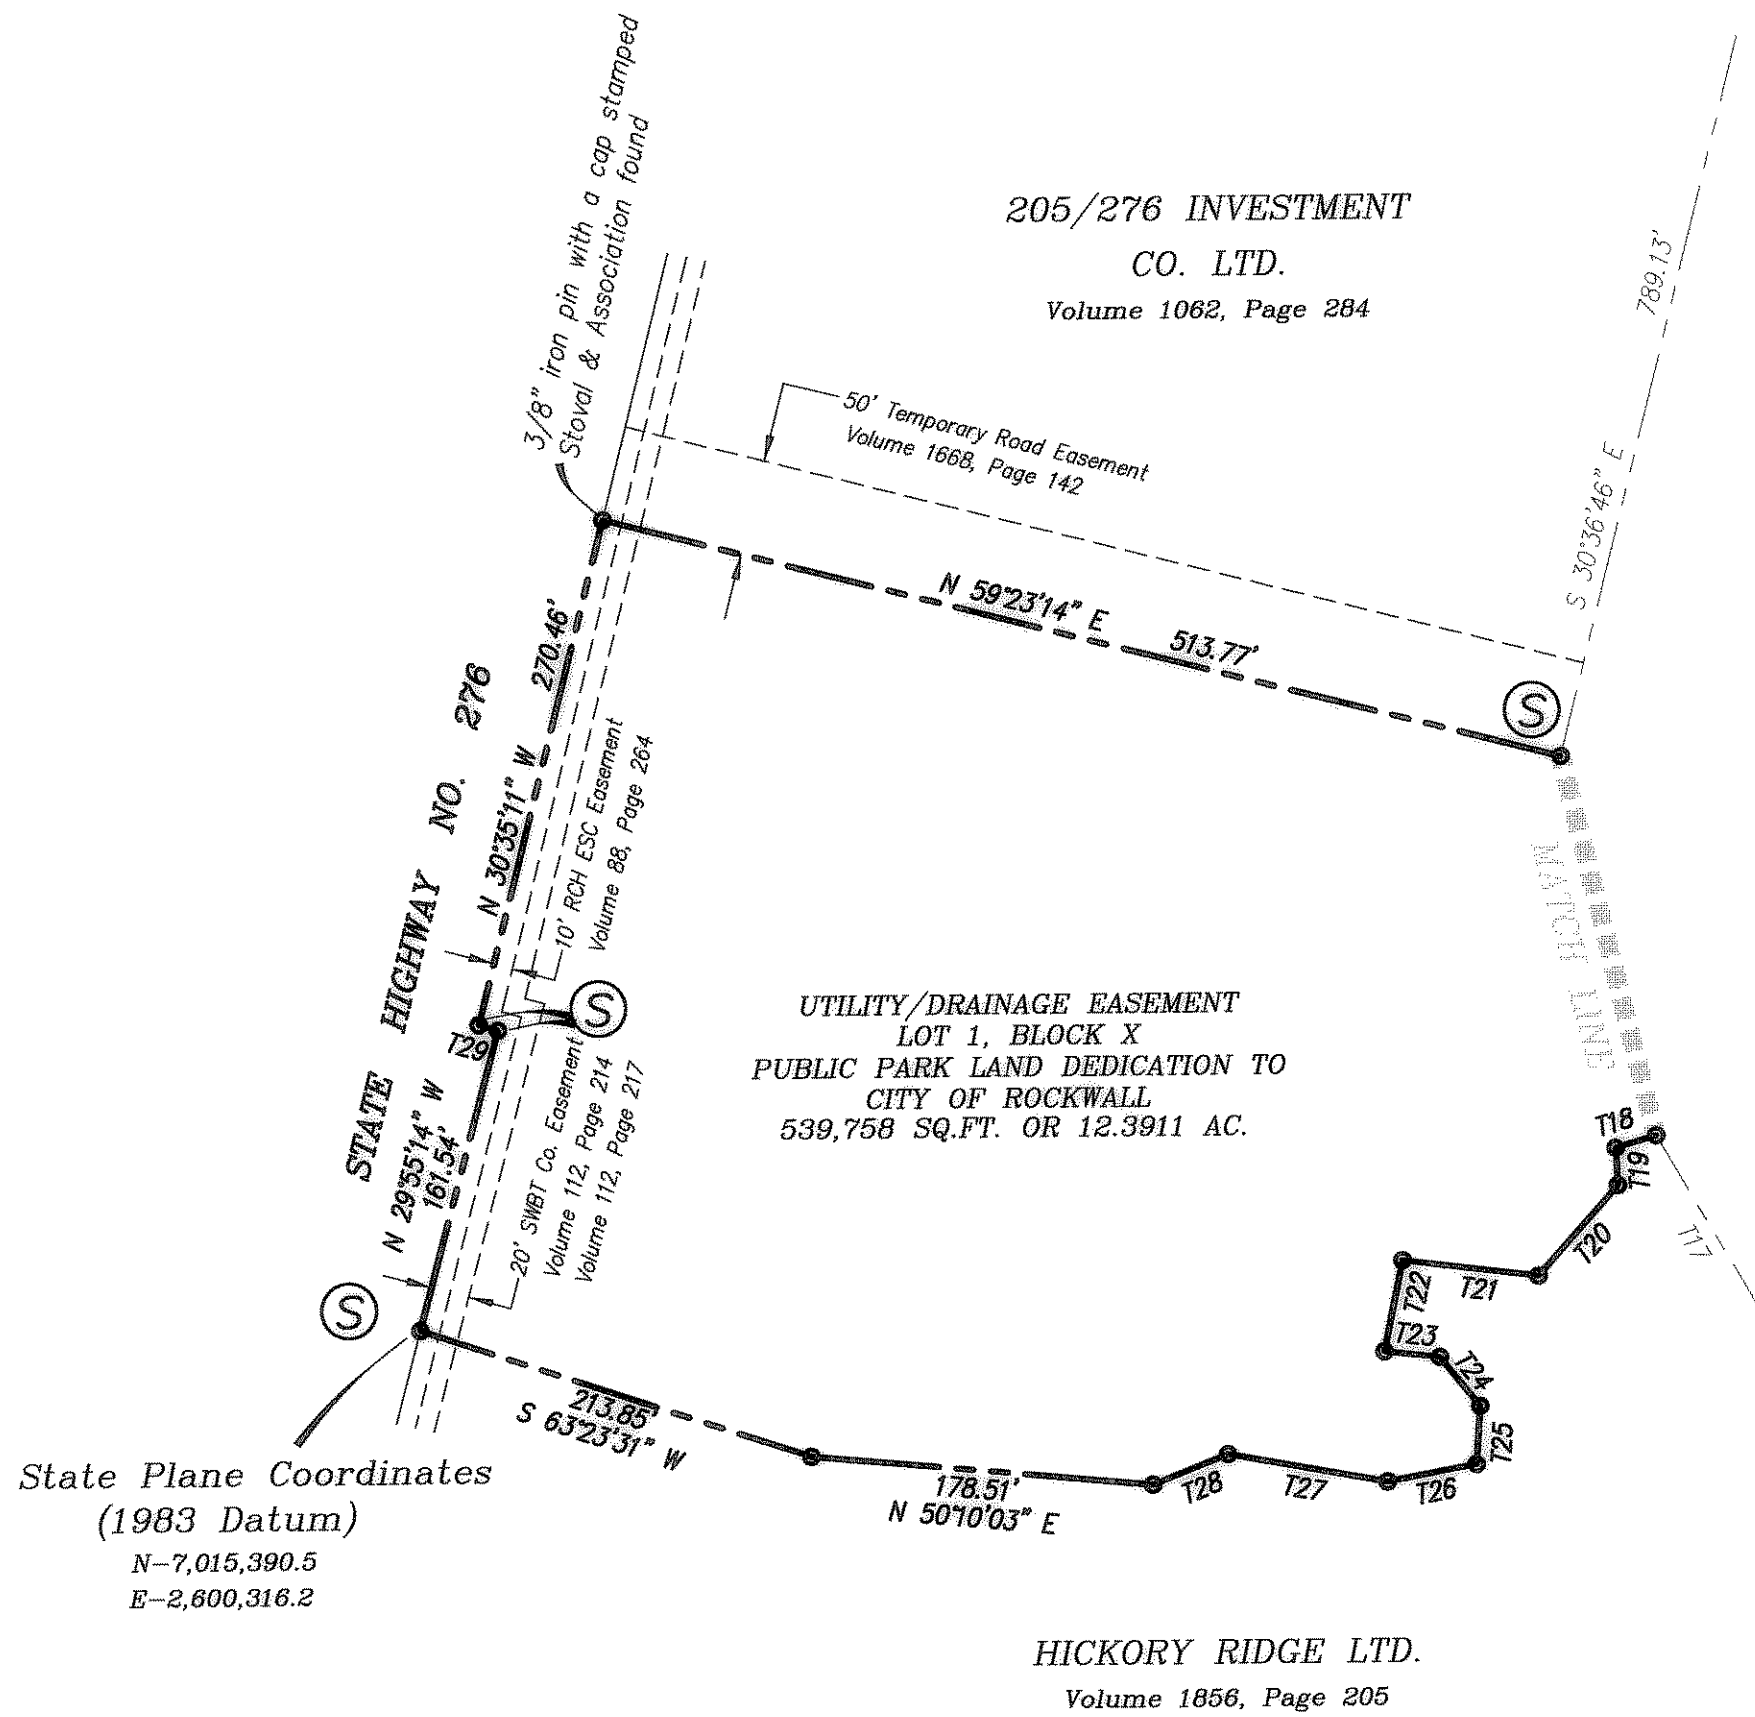 3/8" iron pin with a cap stamped
Stoval & Association found
205/276 INVESTMENT
CO. LTD.
Volume 1062, Page 284
789.13'
S 30°36'46" E
50' Temporary Road Easement
Volume 1668, Page 142
N 59°23'14" E
513.77'
S
270.46'
N 30°35'11" W
STATE HIGHWAY NO. 276
10' RCH ESC Easement
Volume 88, Page 264
MATCH LINE
S
T29
UTILITY/DRAINAGE EASEMENT
LOT 1, BLOCK X
PUBLIC PARK LAND DEDICATION TO
CITY OF ROCKWALL
539,758 SQ.FT. OR 12.3911 AC.
N 29°55'14" W
161.54'
20' SWBT Co. Easement
Volume 112, Page 214
Volume 112, Page 217
T18
T19
T17
T20
T21
T22
T23
T24
T25
T26
T27
T28
S
213.85'
S 63°23'31" W
178.51'
N 50°10'03" E
State Plane Coordinates
(1983 Datum)
N-7,015,390.5
E-2,600,316.2
HICKORY RIDGE LTD.
Volume 1856, Page 205